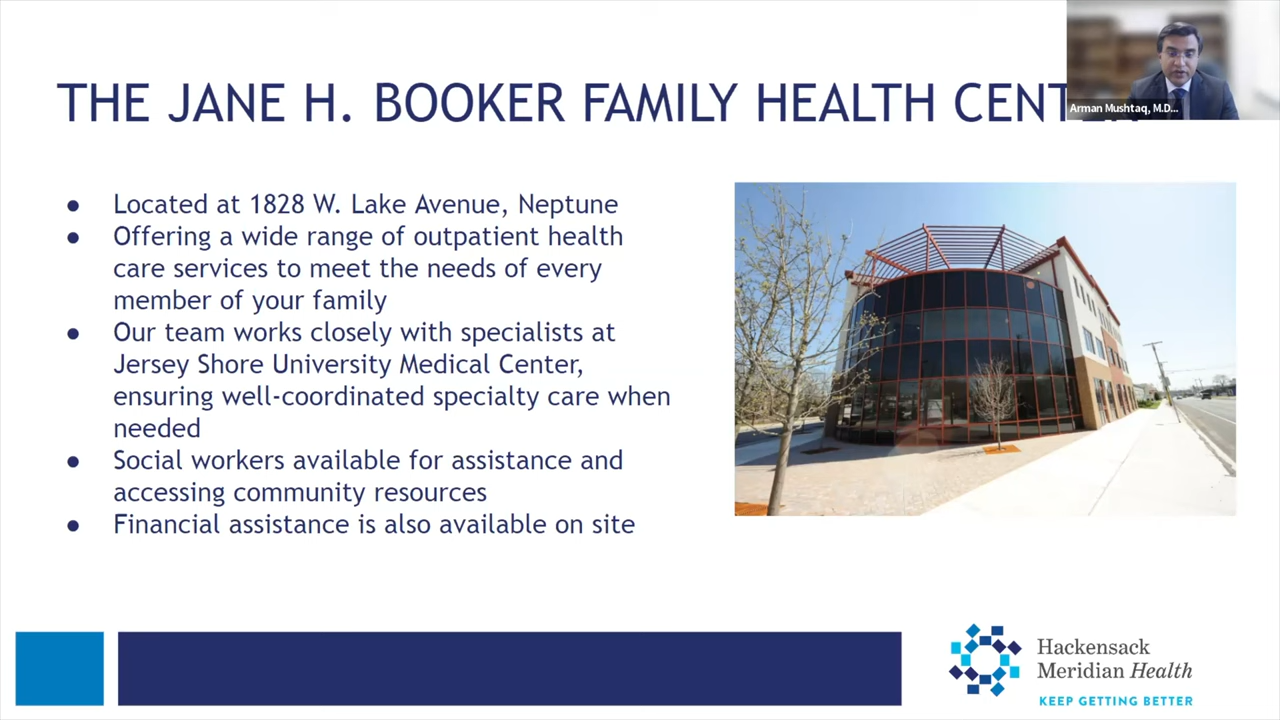 THE JANE H. BOOKER FAMILY HEALTH
Arman Mushtaq, M.D...
● Located at 1828 W. Lake Avenue, Neptune
● Offering a wide range of outpatient health
care services to meet the needs of every
member of your family
● Our team works closely with specialists at
Jersey Shore University Medical Center,
ensuring well-coordinated specialty care when
needed
● Social workers available for assistance and
accessing community resources
● Financial assistance is also available on site
Hackensack
Meridian Health
KEEP GETTING BETTER